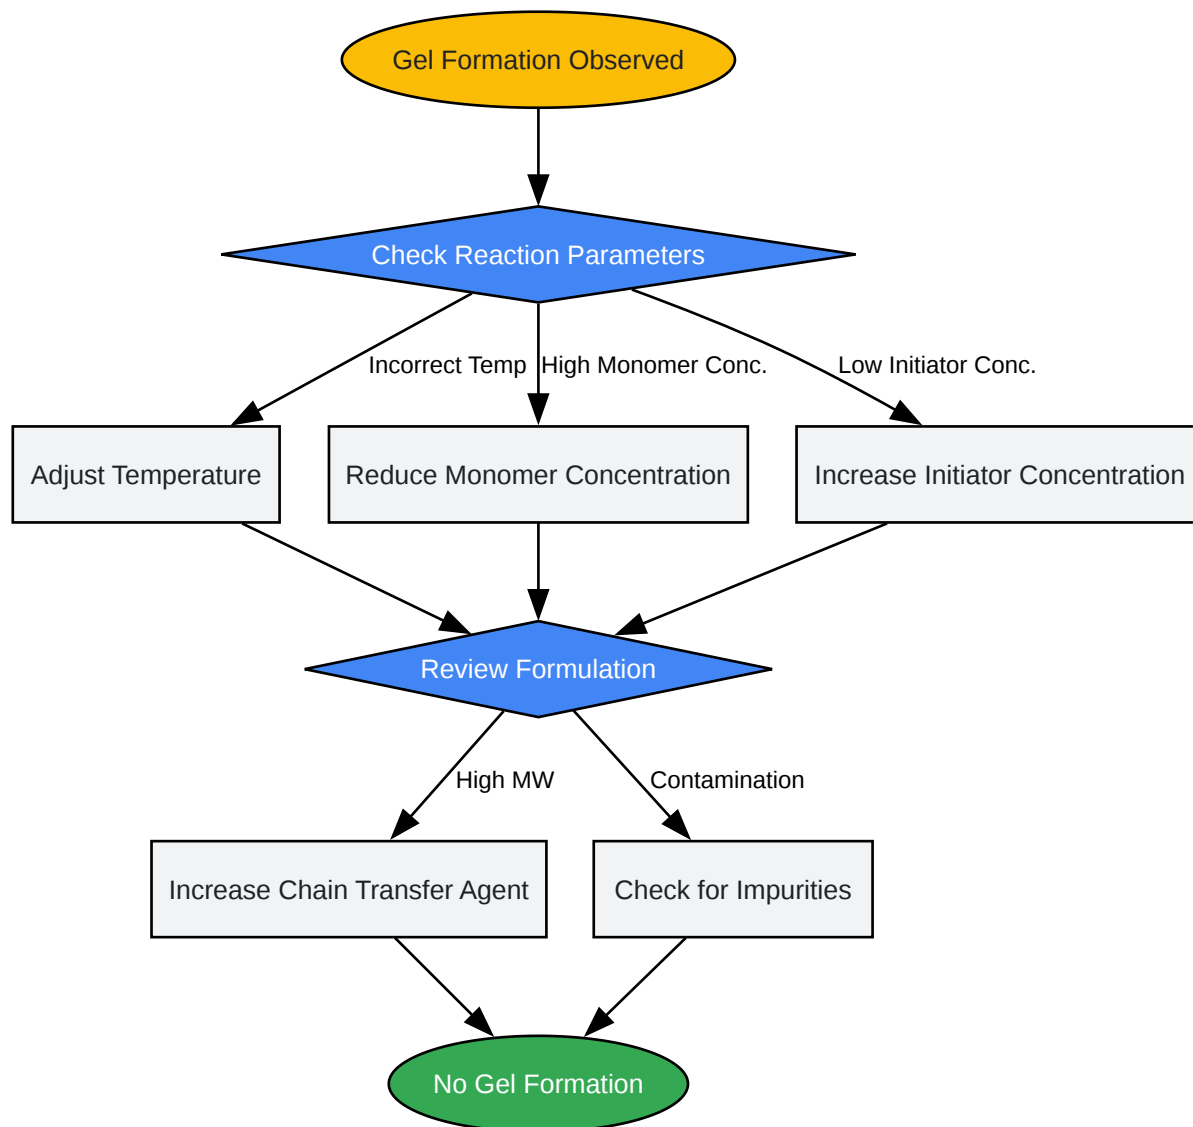 Gel Formation Observed
Check Reaction Parameters
Incorrect Temp
High Monomer Conc.
Low Initiator Conc.
Adjust Temperature
Reduce Monomer Concentration
Increase Initiator Concentration
Review Formulation
High MW
Contamination
Increase Chain Transfer Agent
Check for Impurities
No Gel Formation